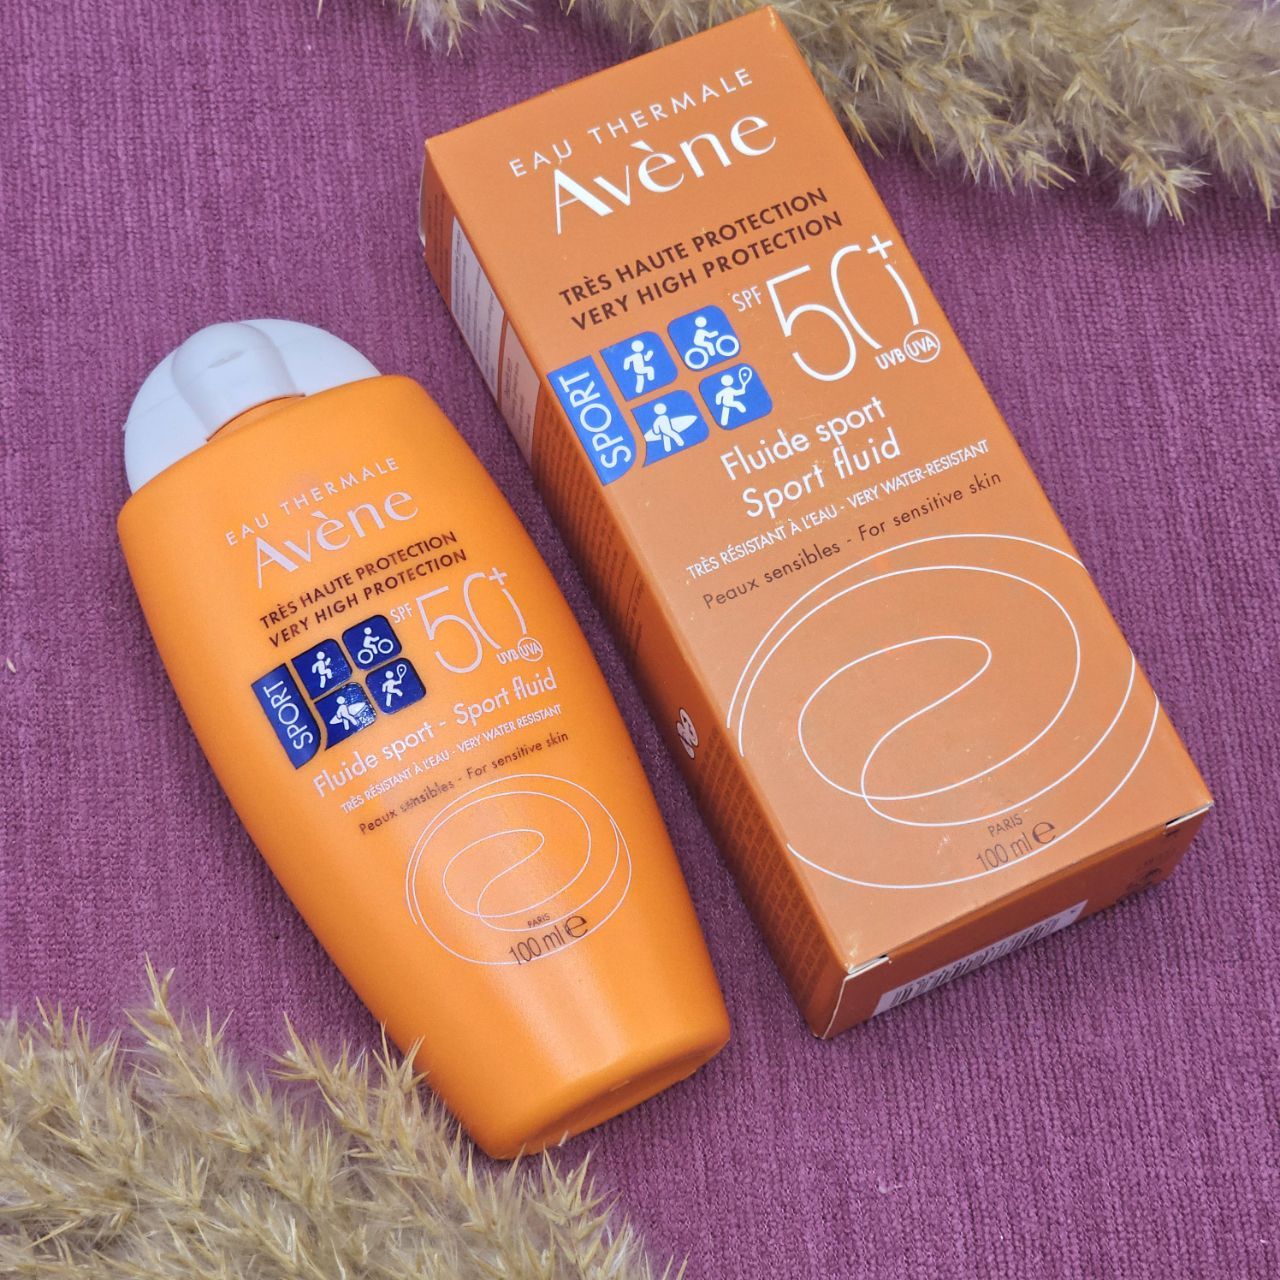 EAU THERMALE
Avène
TRÈS HAUTE PROTECTION
VERY HIGH PROTECTION
SPF 50+
UVB UVA
SPORT
Fluide sport
Sport fluid
TRÈS RÉSISTANT À L'EAU - VERY WATER-RESISTANT
Peaux sensibles - For sensitive skin
PARIS
100 ml e
EAU THERMALE
Avène
TRÈS HAUTE PROTECTION
VERY HIGH PROTECTION
SPF 50+
UVB UVA
SPORT
Fluide sport - Sport fluid
TRÈS RÉSISTANT À L'EAU - VERY WATER RESISTANT
Peaux sensibles - For sensitive skin
PARIS
100 ml e